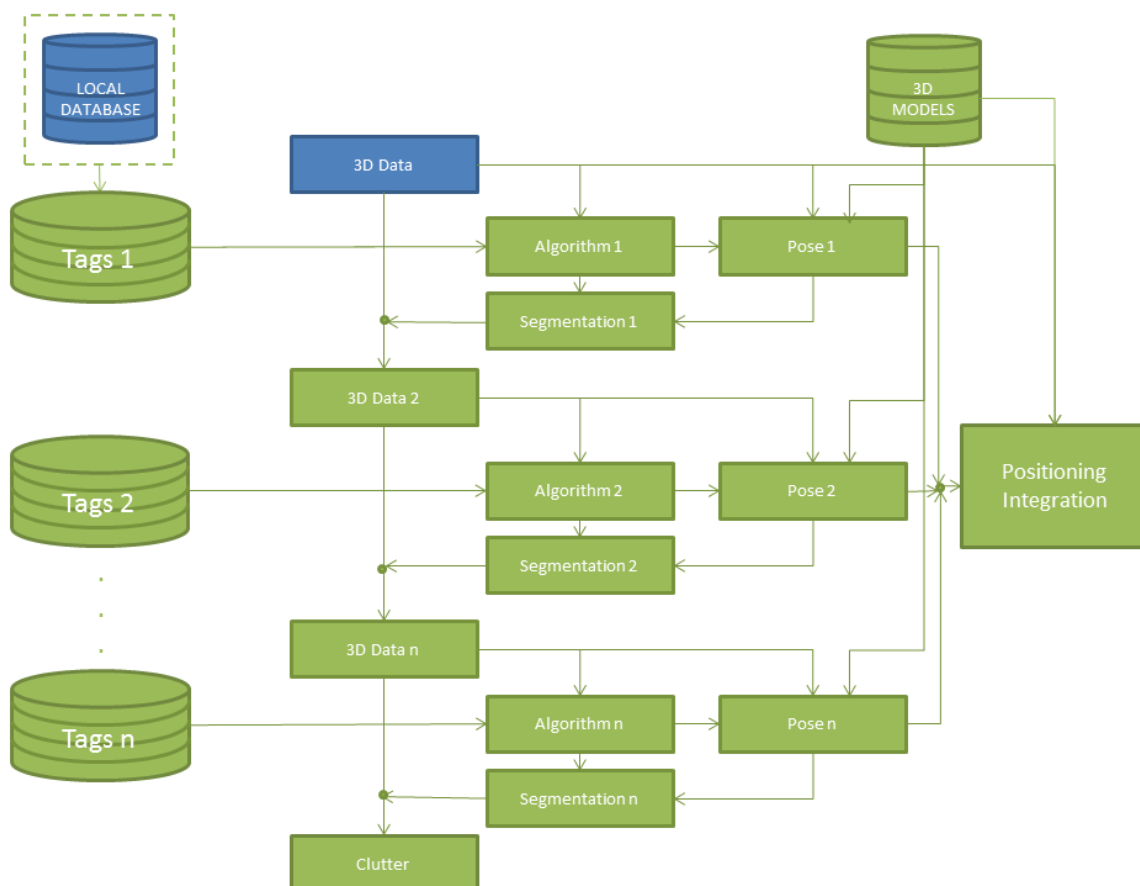 LOCAL
DATABASE
3D
MODELS
3D Data
Tags 1
Algorithm 1
Pose 1
Segmentation 1
3D Data 2
Tags 2
Algorithm 2
Pose 2
Positioning
Integration
Segmentation 2
.
.
.
3D Data n
Tags n
Algorithm n
Pose n
Segmentation n
Clutter